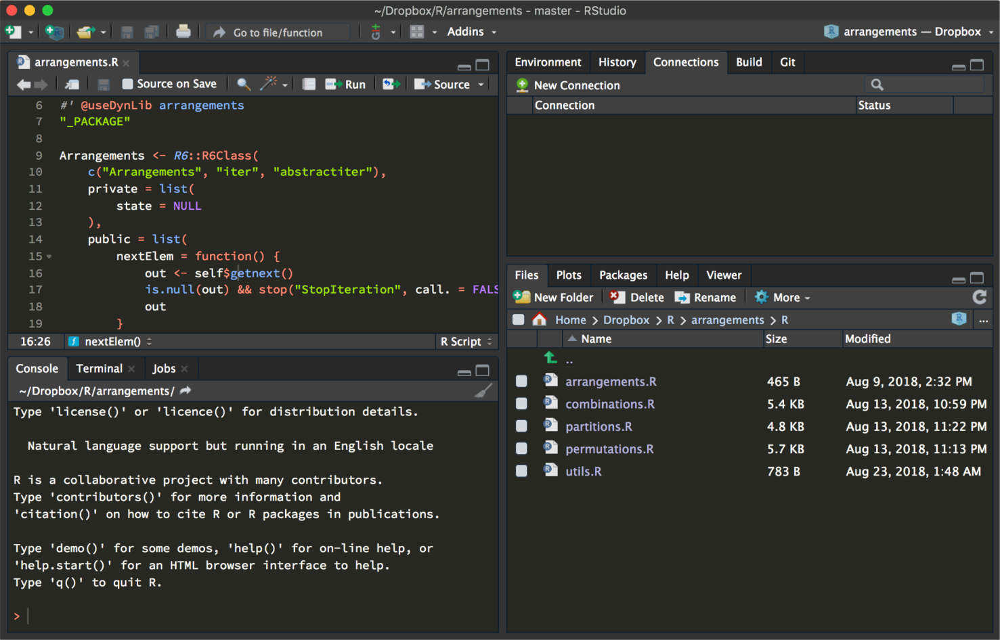 ~/Dropbox/R/arrangements - master - RStudio
Go to file/function
Addins
arrangements — Dropbox
arrangements.R
Source on Save
Run
Source
6 #' @useDynLib arrangements
7 "_PACKAGE"
8
9 Arrangements <- R6::R6Class(
10 c("Arrangements", "iter", "abstractiter"),
11 private = list(
12 state = NULL
13 ),
14 public = list(
15 nextElem = function() {
16 out <- self$getnext()
17 is.null(out) && stop("StopIteration", call. = FALS
18 out
19 }
16:26 nextElem() R Script
Console Terminal Jobs
~/Dropbox/R/arrangements/
Type 'license()' or 'licence()' for distribution details.
Natural language support but running in an English locale
R is a collaborative project with many contributors.
Type 'contributors()' for more information and
'citation()' on how to cite R or R packages in publications.
Type 'demo()' for some demos, 'help()' for on-line help, or
'help.start()' for an HTML browser interface to help.
Type 'q()' to quit R.
>
Environment History Connections Build Git
New Connection
Connection Status
Files Plots Packages Help Viewer
New Folder Delete Rename More
Home > Dropbox > R > arrangements > R ...
Name Size Modified
..
arrangements.R 465 B Aug 9, 2018, 2:32 PM
combinations.R 5.4 KB Aug 13, 2018, 10:59 PM
partitions.R 4.8 KB Aug 13, 2018, 11:22 PM
permutations.R 5.7 KB Aug 13, 2018, 11:13 PM
utils.R 783 B Aug 23, 2018, 1:48 AM